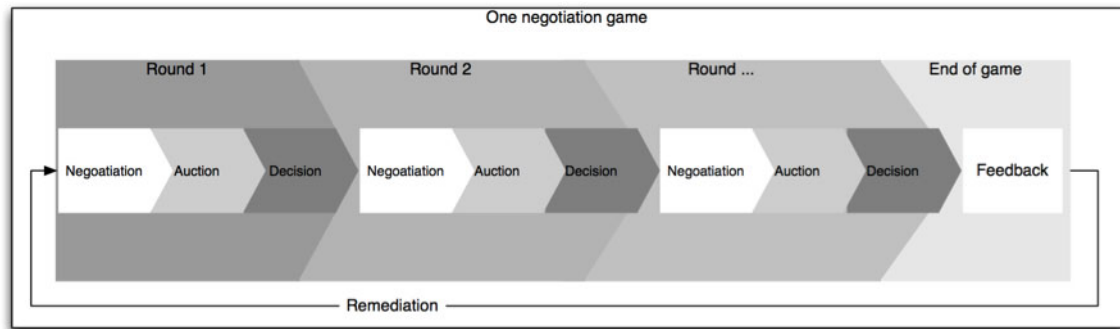 One negotiation game
Round 1
Round 2
Round ...
End of game
Negoatiation
Auction
Decision
Negoatiation
Auction
Decision
Negoatiation
Auction
Decision
Feedback
Remediation